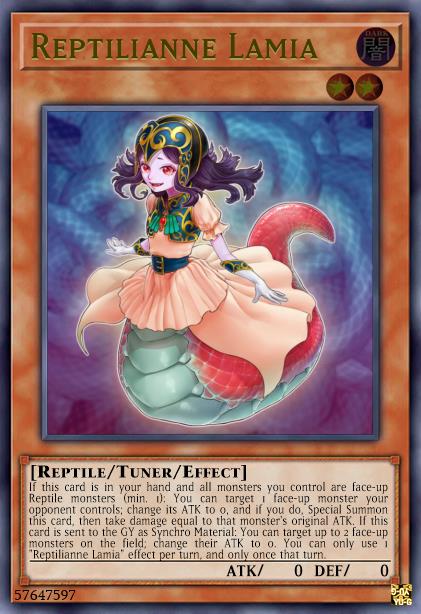 REPTILIANNE LAMIA
DARK
闇
[REPTILE/TUNER/EFFECT]
If this card is in your hand and all monsters you control are face-up
Reptile monsters (min. 1): You can target 1 face-up monster your
opponent controls; change its ATK to 0, and if you do, Special Summon
this card, then take damage equal to that monster's original ATK. If this
card is sent to the GY as Synchro Material: You can target up to 2 face-up
monsters on the field; change their ATK to 0. You can only use 1
"Reptilianne Lamia" effect per turn, and only once that turn.
ATK/ 0 DEF/ 0
57647597